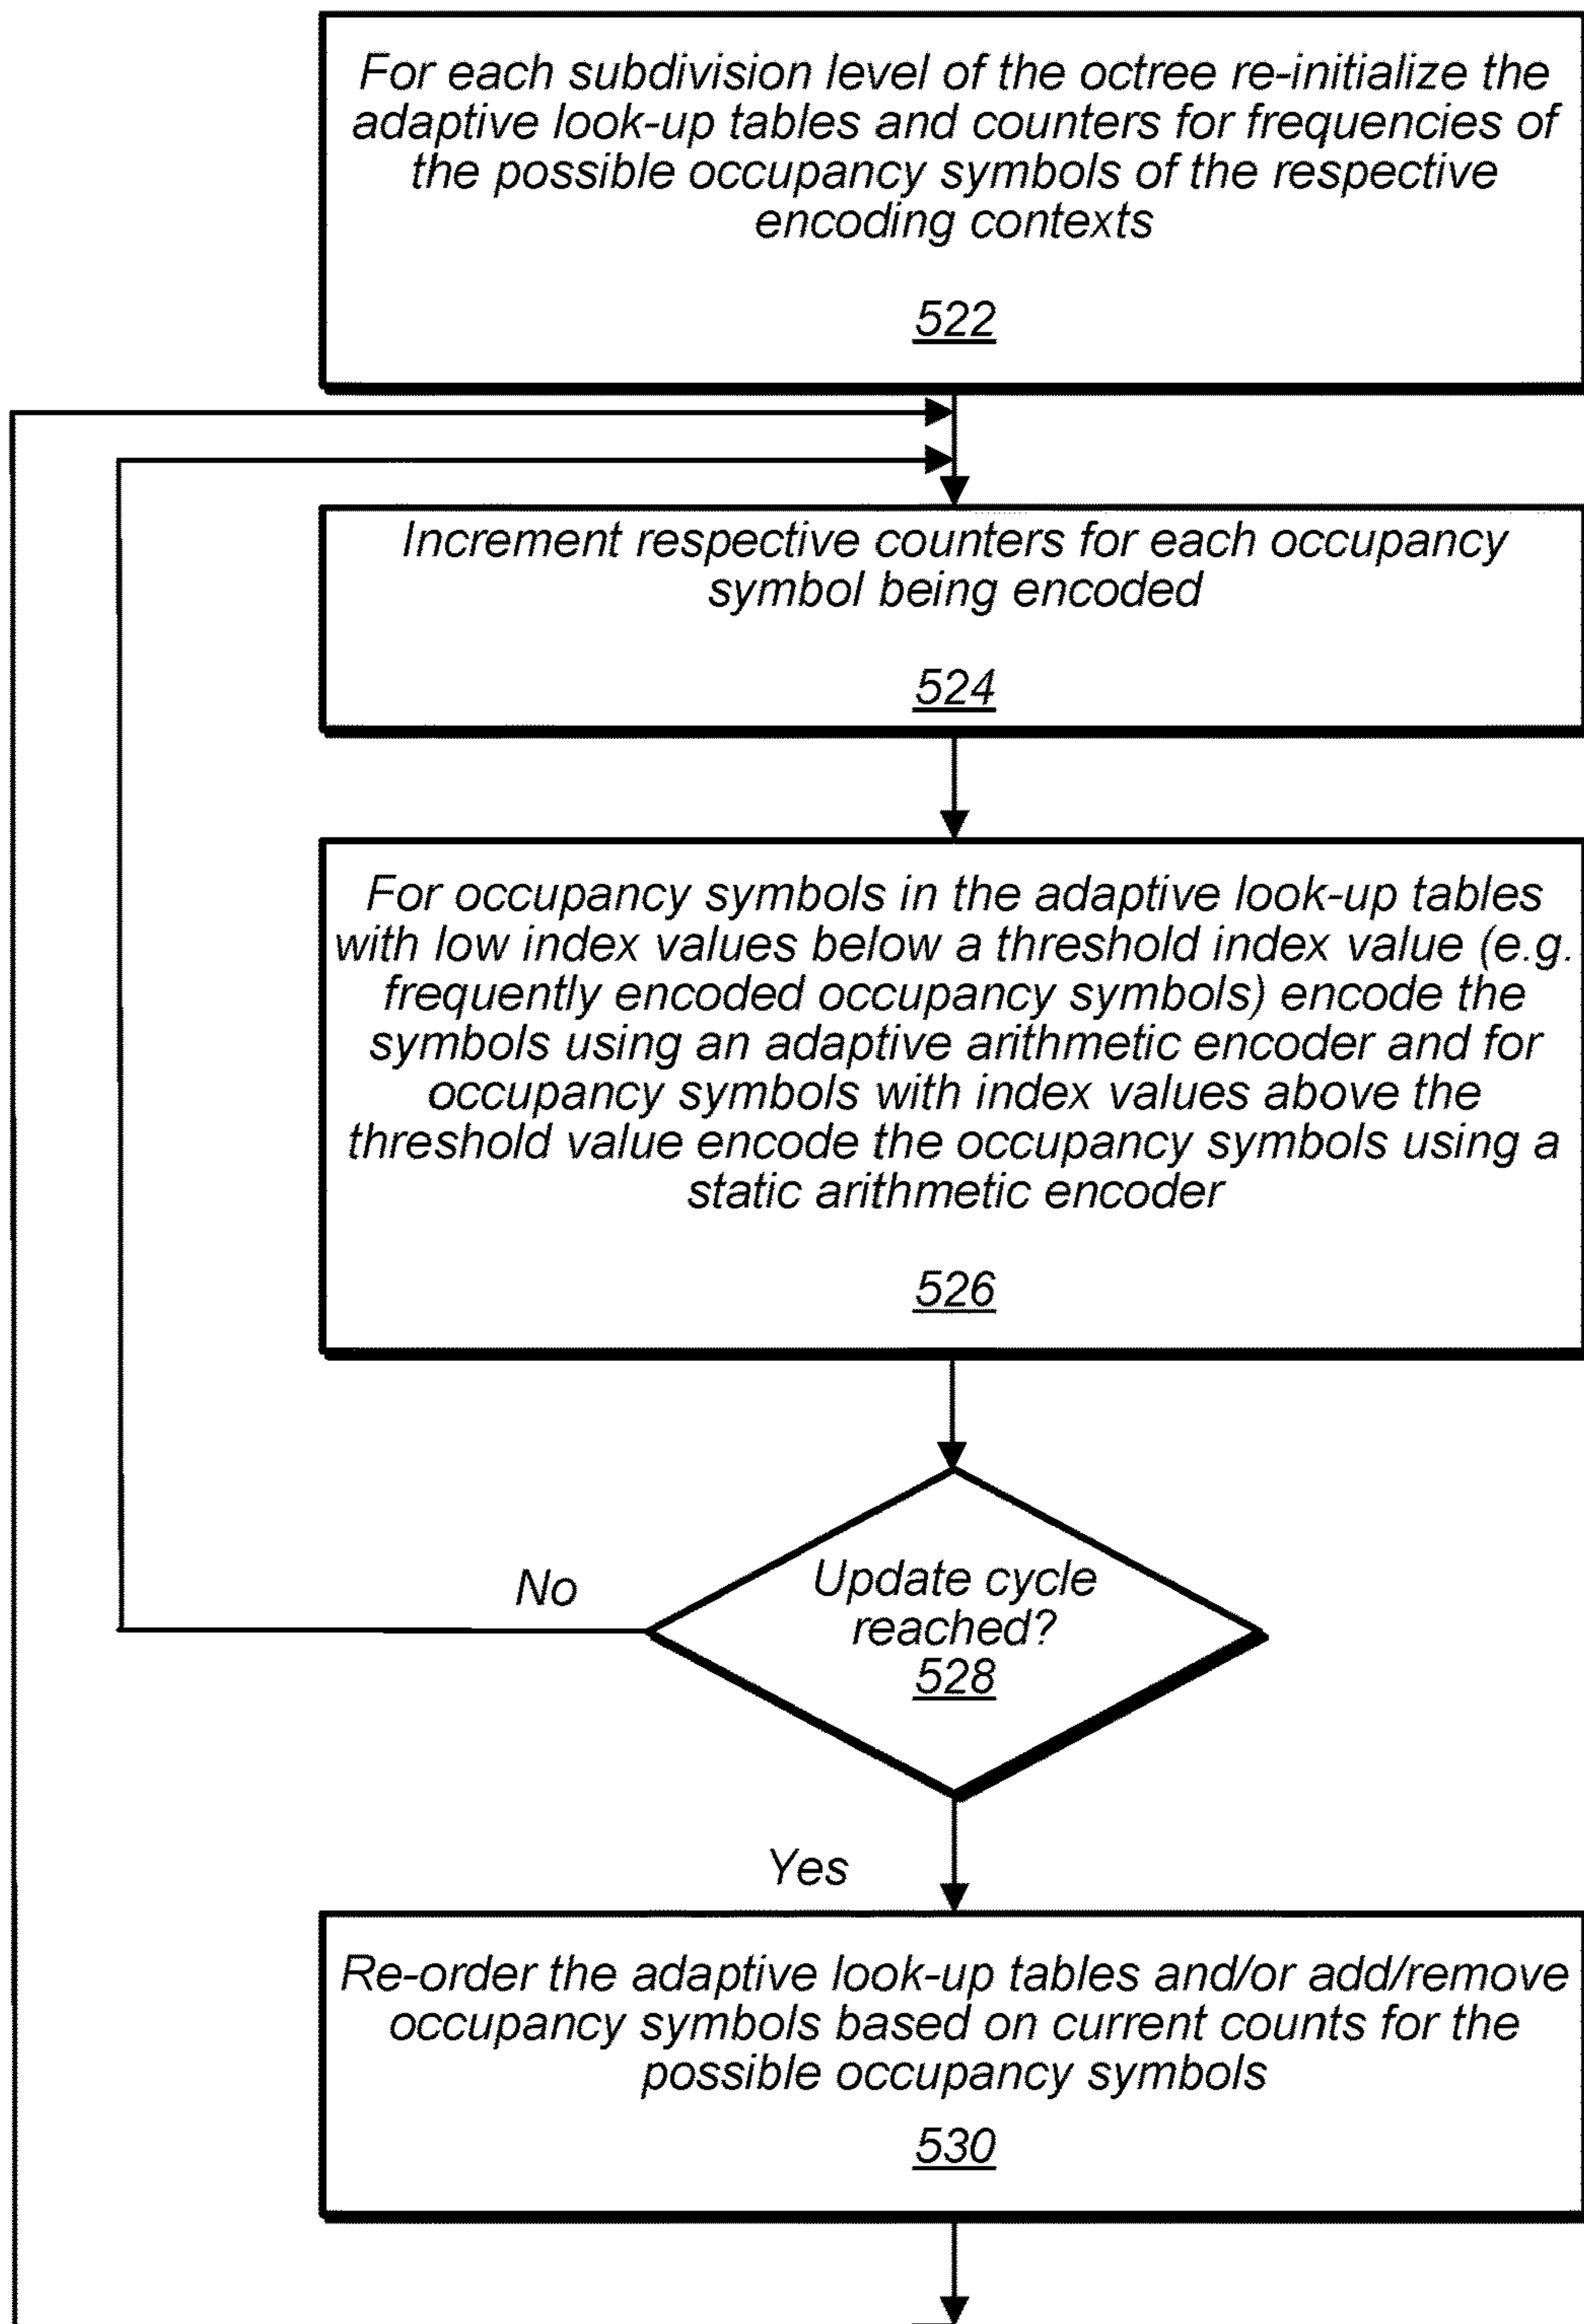 For each subdivision level of the octree re-initialize the
adaptive look-up tables and counters for frequencies of
the possible occupancy symbols of the respective
encoding contexts
522
Increment respective counters for each occupancy
symbol being encoded
524
For occupancy symbols in the adaptive look-up tables
with low index values below a threshold index value (e.g.
frequently encoded occupancy symbols) encode the
symbols using an adaptive arithmetic encoder and for
occupancy symbols with index values above the
threshold value encode the occupancy symbols using a
static arithmetic encoder
526
Update cycle
No
reached?
528
Yes
Re-order the adaptive look-up tables and/or add/remove
occupancy symbols based on current counts for the
possible occupancy symbols
530